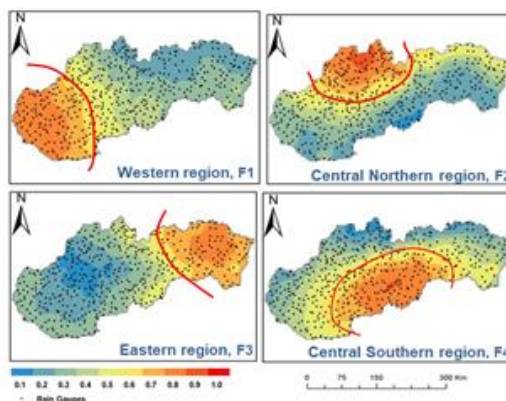 N
N
Western region, F1
Central Northern region, F2
N
N
Eastern region, F3
Central Southern region, F4
0.1 0.2 0.3 0.4 0.5 0.6 0.7 0.8 0.9 1.0
- Rain Gauges
0 75 150 300 Km